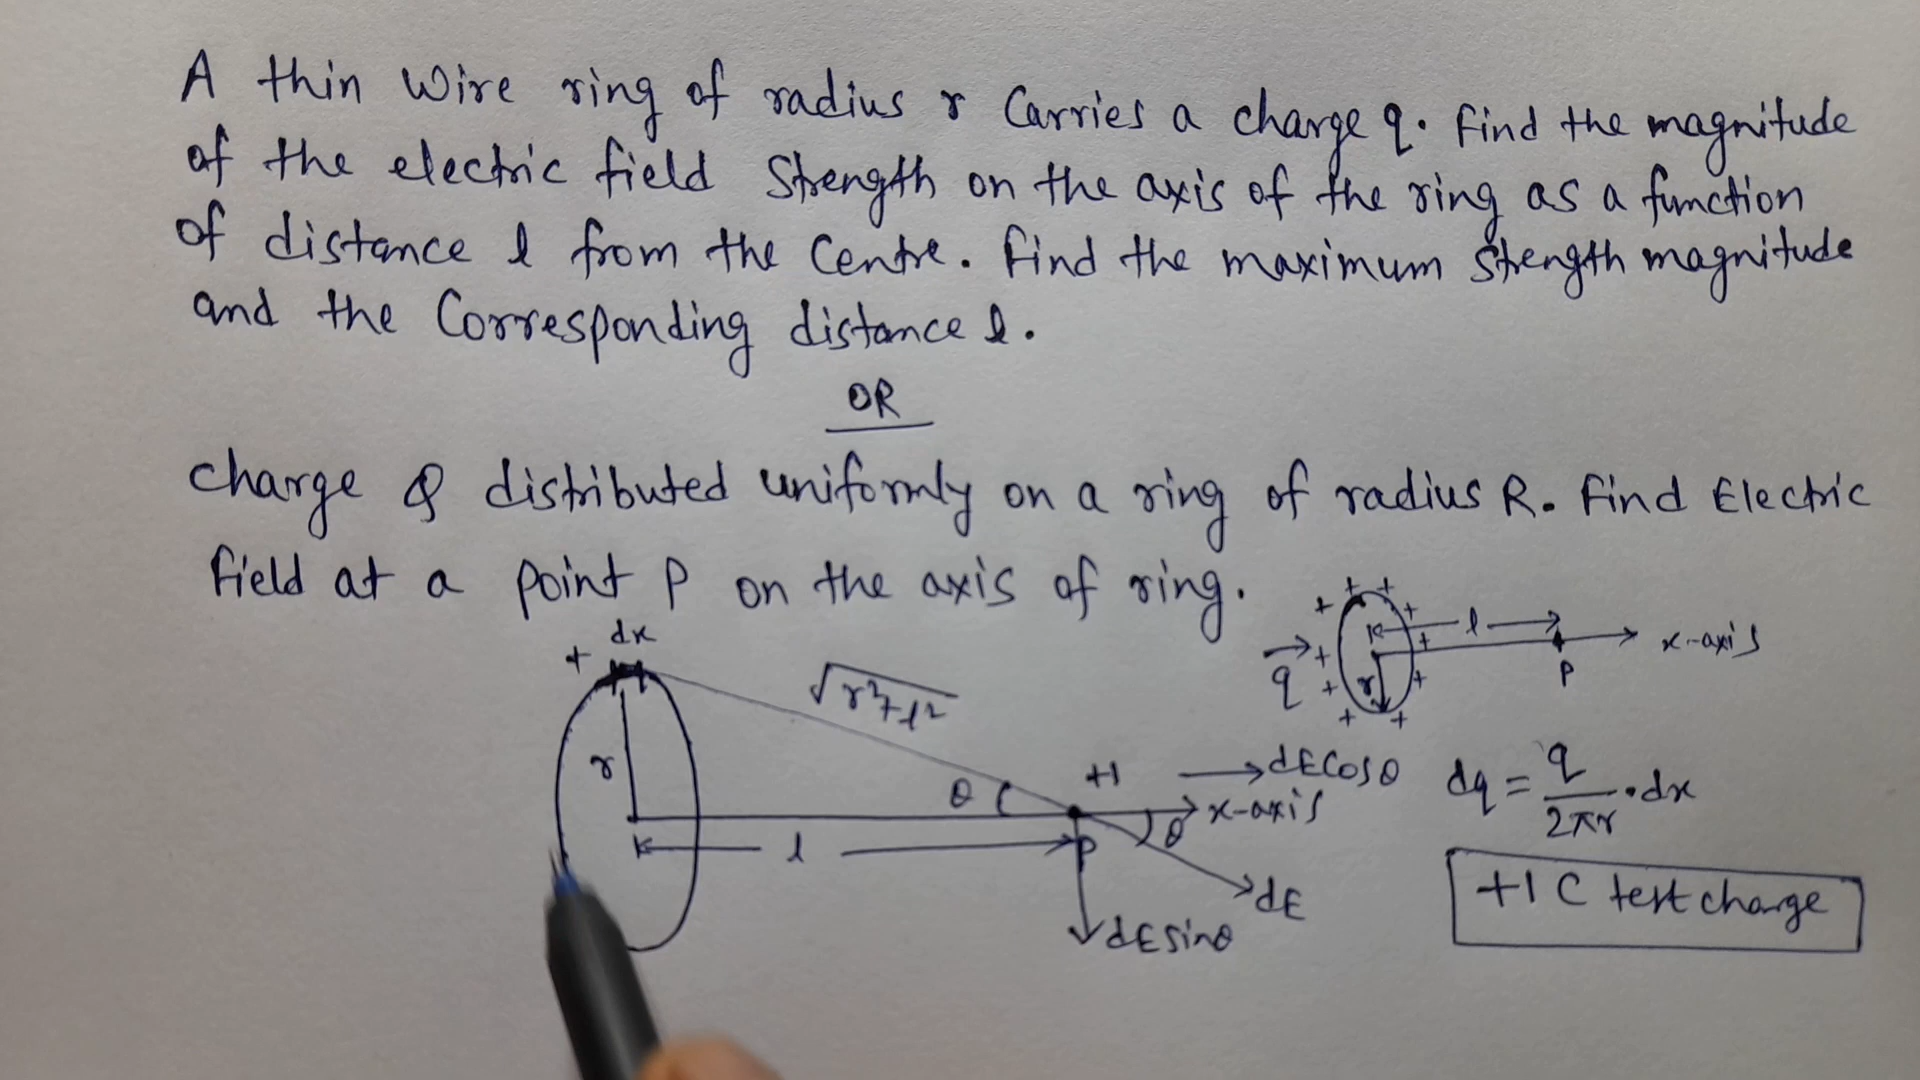 A thin wire ring of radius r Carries a charge q. Find the magnitude
of the electric field Strength on the axis of the ring as a function
of distance l from the Centre. Find the maximum Strength magnitude
and the Corresponding distance l.
OR
charge Q distributed uniformly on a ring of radius R. Find Electric
field at a point P on the axis of ring.
+ + + + + + + + + +
l
x-axis
q
r
P
dx
+
√r²+l²
r
θ
+1
dE Cosθ
x-axis
θ
l
P
dE
dE sinθ
dq = q/2πr · dx
+1 C test charge